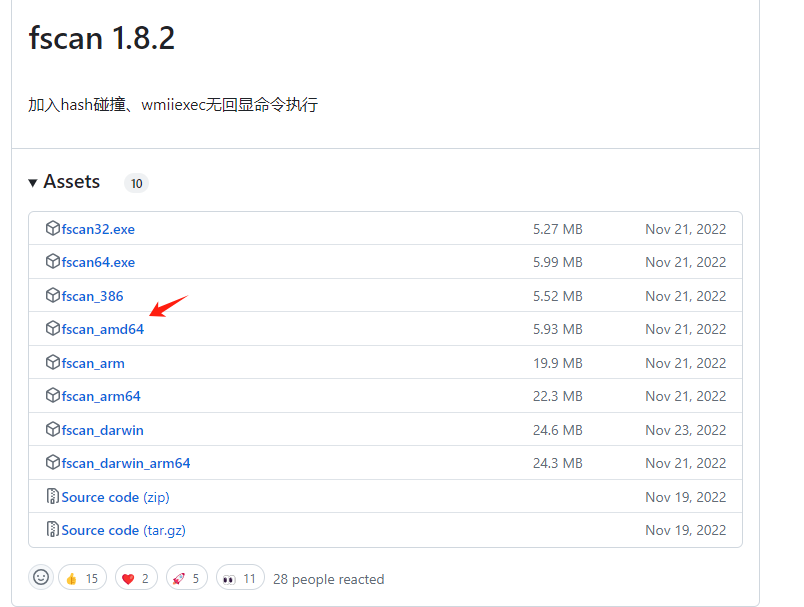 fscan 1.8.2
加入hash碰撞、wmiiexec无回显命令执行
Assets 10
fscan32.exe 5.27 MB Nov 21, 2022
fscan64.exe 5.99 MB Nov 21, 2022
fscan_386 5.52 MB Nov 21, 2022
fscan_amd64 5.93 MB Nov 21, 2022
fscan_arm 19.9 MB Nov 21, 2022
fscan_arm64 22.3 MB Nov 21, 2022
fscan_darwin 24.6 MB Nov 23, 2022
fscan_darwin_arm64 24.3 MB Nov 21, 2022
Source code (zip) Nov 19, 2022
Source code (tar.gz) Nov 19, 2022
15 2 5 11 28 people reacted